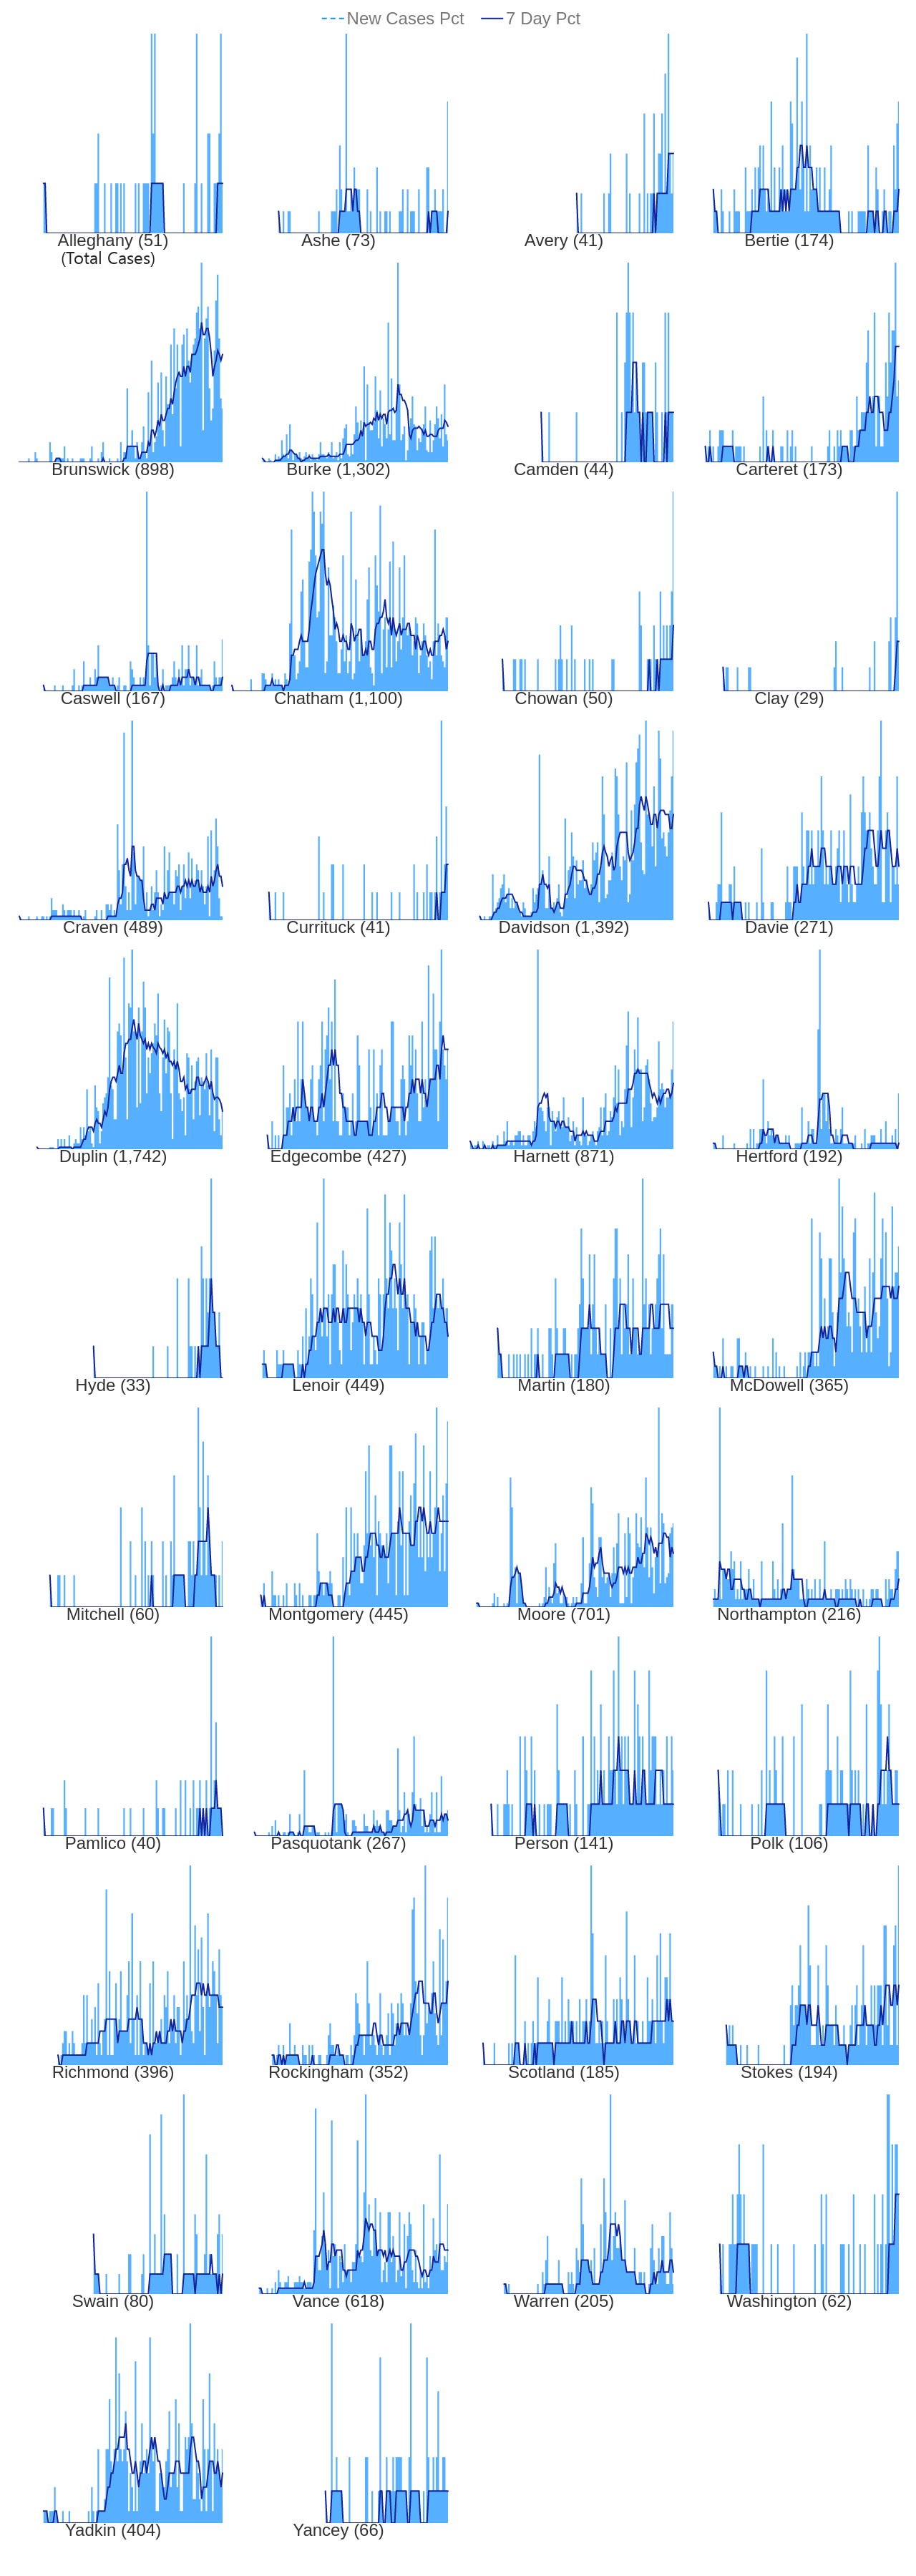 New Cases Pct 7 Day Pct
Alleghany (51) Ashe (73) Avery (41) Bertie (174)
(Total Cases)
Brunswick (898) Burke (1,302) Camden (44) Carteret (173)
Caswell (167) Chatham (1,100) Chowan (50) Clay (29)
Craven (489) Currituck (41) Davidson (1,392) Davie (271)
Duplin (1,742) Edgecombe (427) Harnett (871) Hertford (192)
Hyde (33) Lenoir (449) Martin (180) McDowell (365)
Mitchell (60) Montgomery (445) Moore (701) Northampton (216)
Pamlico (40) Pasquotank (267) Person (141) Polk (106)
Richmond (396) Rockingham (352) Scotland (185) Stokes (194)
Swain (80) Vance (618) Warren (205) Washington (62)
Yadkin (404) Yancey (66)